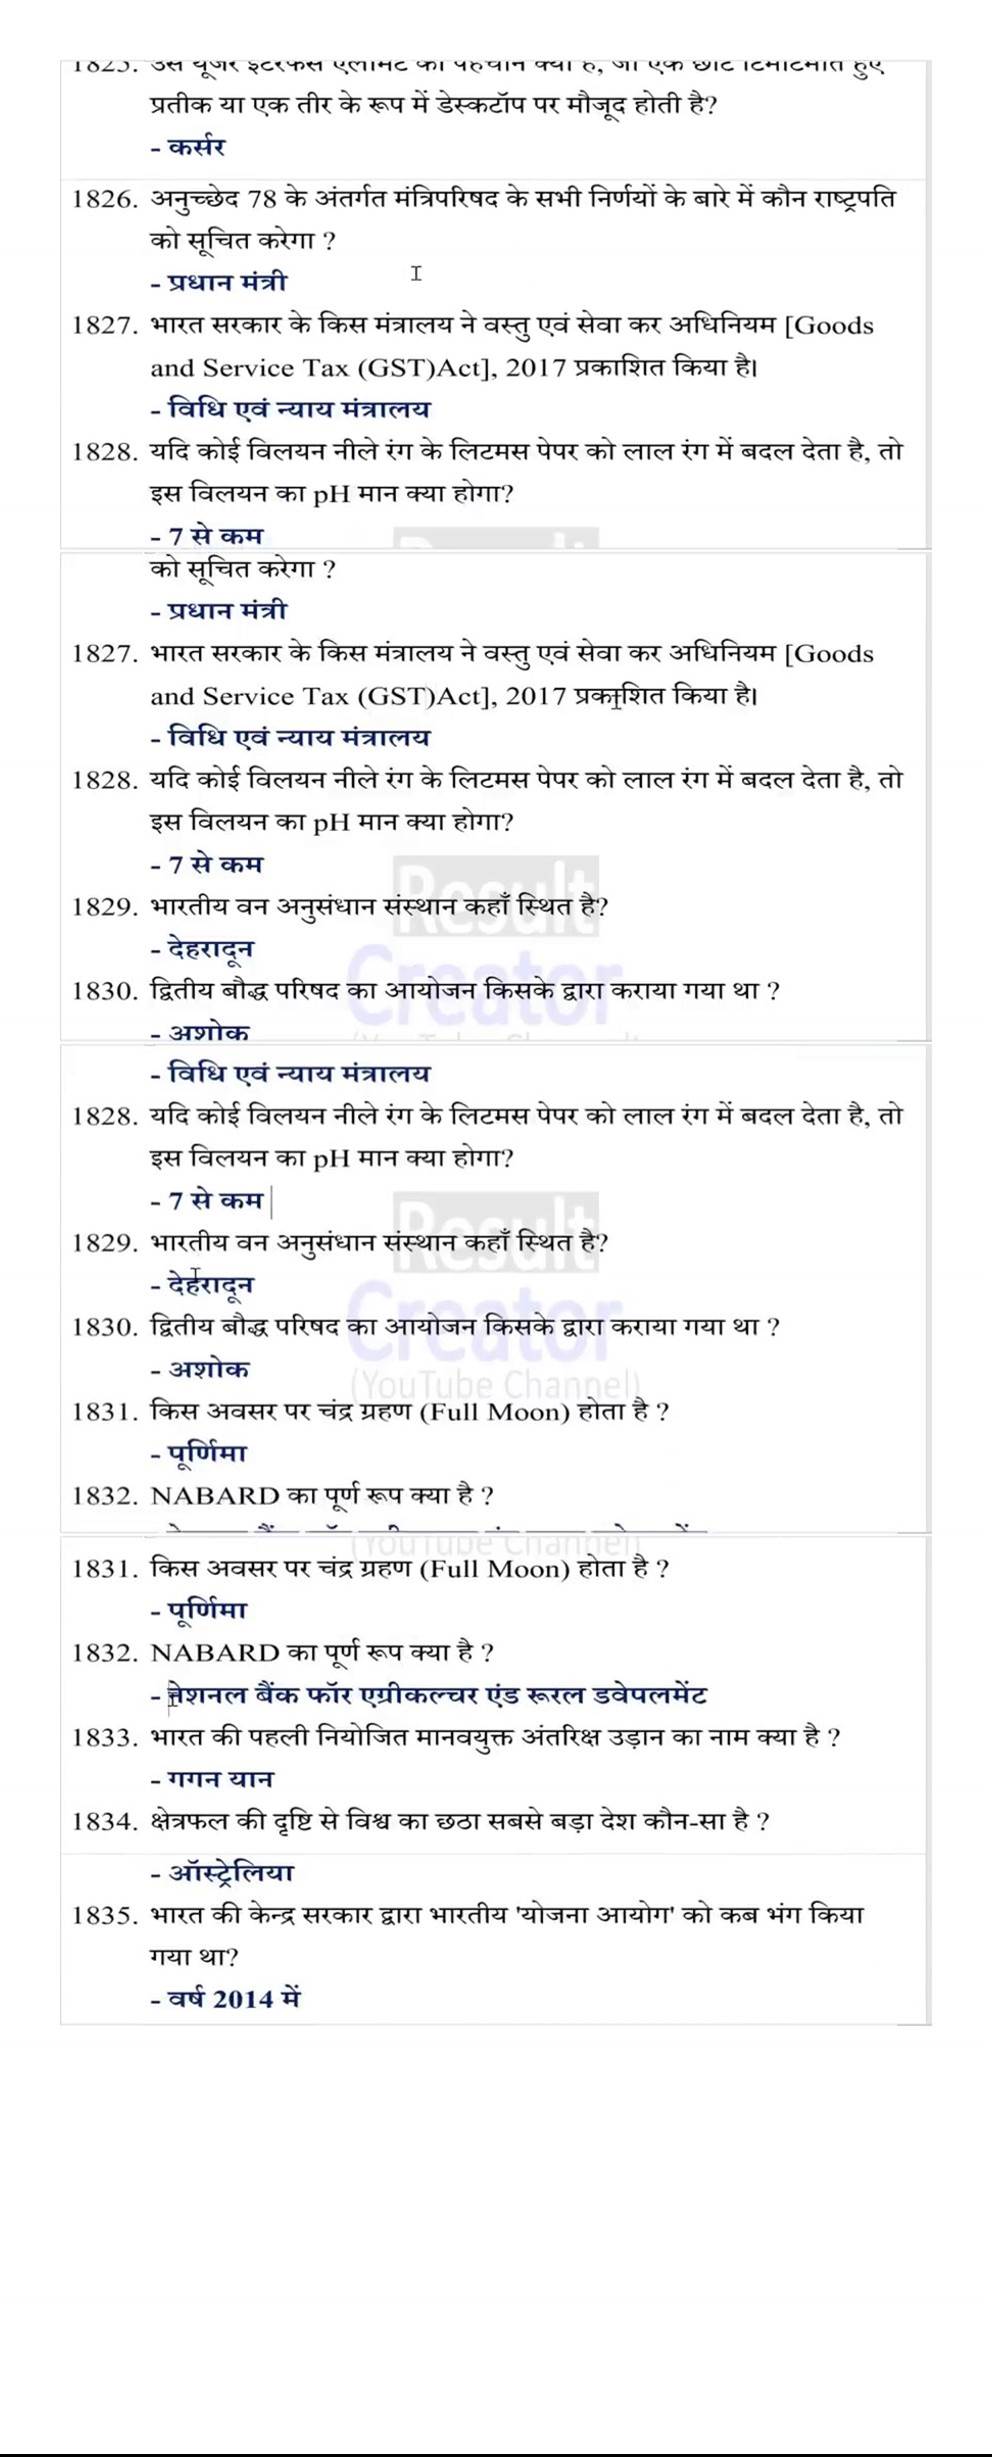 1825. उस यूजर इंटरफेस एलीमेंट की पहचान क्या है, जो एक छोटे टिमटिमाते हुए
प्रतीक या एक तीर के रूप में डेस्कटॉप पर मौजूद होती है?
- कर्सर
1826. अनुच्छेद 78 के अंतर्गत मंत्रिपरिषद के सभी निर्णयों के बारे में कौन राष्ट्रपति
को सूचित करेगा ?
- प्रधान मंत्री
1827. भारत सरकार के किस मंत्रालय ने वस्तु एवं सेवा कर अधिनियम [Goods
and Service Tax (GST)Act], 2017 प्रकाशित किया है।
- विधि एवं न्याय मंत्रालय
1828. यदि कोई विलयन नीले रंग के लिटमस पेपर को लाल रंग में बदल देता है, तो
इस विलयन का pH मान क्या होगा?
- 7 से कम
को सूचित करेगा ?
- प्रधान मंत्री
1827. भारत सरकार के किस मंत्रालय ने वस्तु एवं सेवा कर अधिनियम [Goods
and Service Tax (GST)Act], 2017 प्रकाशित किया है।
- विधि एवं न्याय मंत्रालय
1828. यदि कोई विलयन नीले रंग के लिटमस पेपर को लाल रंग में बदल देता है, तो
इस विलयन का pH मान क्या होगा?
- 7 से कम
Result
1829. भारतीय वन अनुसंधान संस्थान कहाँ स्थित है?
- देहरादून
Creator
1830. द्वितीय बौद्ध परिषद का आयोजन किसके द्वारा कराया गया था ?
- अशोक
- विधि एवं न्याय मंत्रालय
1828. यदि कोई विलयन नीले रंग के लिटमस पेपर को लाल रंग में बदल देता है, तो
इस विलयन का pH मान क्या होगा?
- 7 से कम
Result
1829. भारतीय वन अनुसंधान संस्थान कहाँ स्थित है?
- देहरादून
Creator
1830. द्वितीय बौद्ध परिषद का आयोजन किसके द्वारा कराया गया था ?
- अशोक
(YouTube Channel)
1831. किस अवसर पर चंद्र ग्रहण (Full Moon) होता है ?
- पूर्णिमा
1832. NABARD का पूर्ण रूप क्या है ?
(YouTube Channel)
1831. किस अवसर पर चंद्र ग्रहण (Full Moon) होता है ?
- पूर्णिमा
1832. NABARD का पूर्ण रूप क्या है ?
- नेशनल बैंक फॉर एग्रीकल्चर एंड रूरल डवेपलमेंट
1833. भारत की पहली नियोजित मानवयुक्त अंतरिक्ष उड़ान का नाम क्या है ?
- गगन यान
1834. क्षेत्रफल की दृष्टि से विश्व का छठा सबसे बड़ा देश कौन-सा है ?
- ऑस्ट्रेलिया
1835. भारत की केन्द्र सरकार द्वारा भारतीय 'योजना आयोग' को कब भंग किया
गया था?
- वर्ष 2014 में